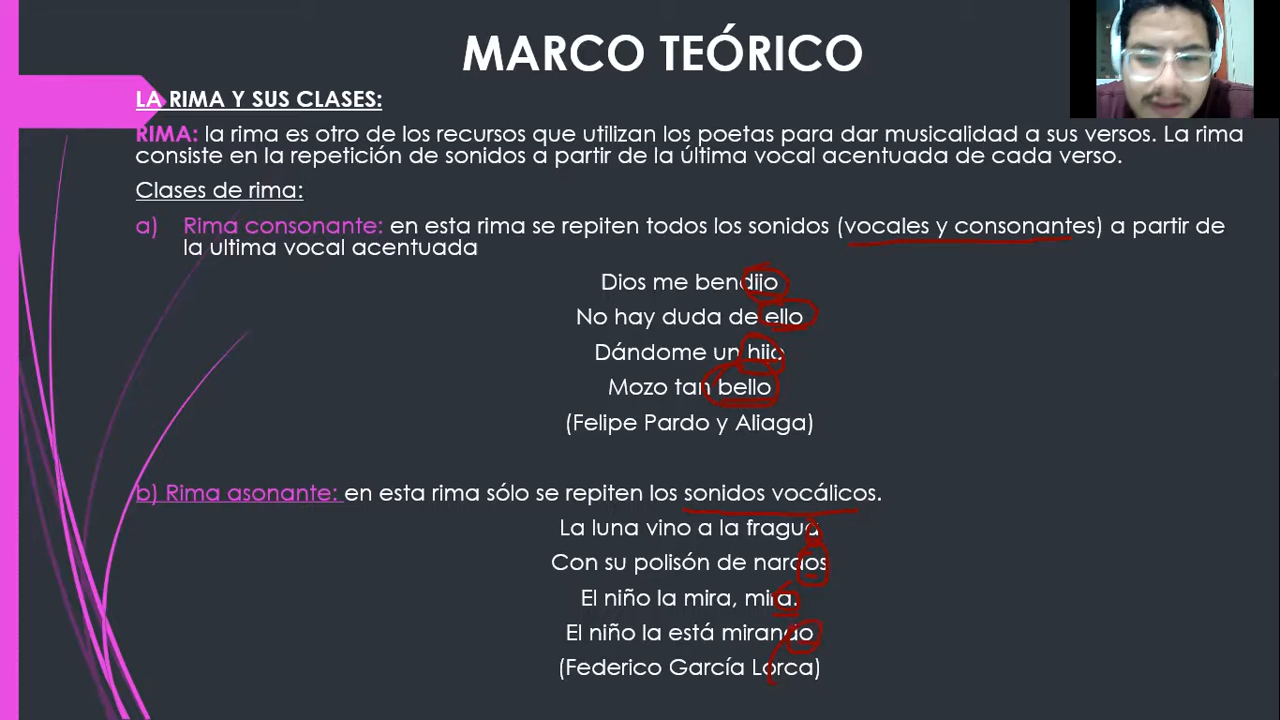 MARCO TEÓRICO
LA RIMA Y SUS CLASES:
RIMA: la rima es otro de los recursos que utilizan los poetas para dar musicalidad a sus versos. La rima
consiste en la repetición de sonidos a partir de la última vocal acentuada de cada verso.
Clases de rima:
a) Rima consonante: en esta rima se repiten todos los sonidos (vocales y consonantes) a partir de
la ultima vocal acentuada
Dios me bendijo
No hay duda de ello
Dándome un hijo
Mozo tan bello
(Felipe Pardo y Aliaga)
b) Rima asonante: en esta rima sólo se repiten los sonidos vocálicos.
La luna vino a la fragua
Con su polisón de nardos
El niño la mira, mira.
El niño la está mirando
(Federico García Lorca)